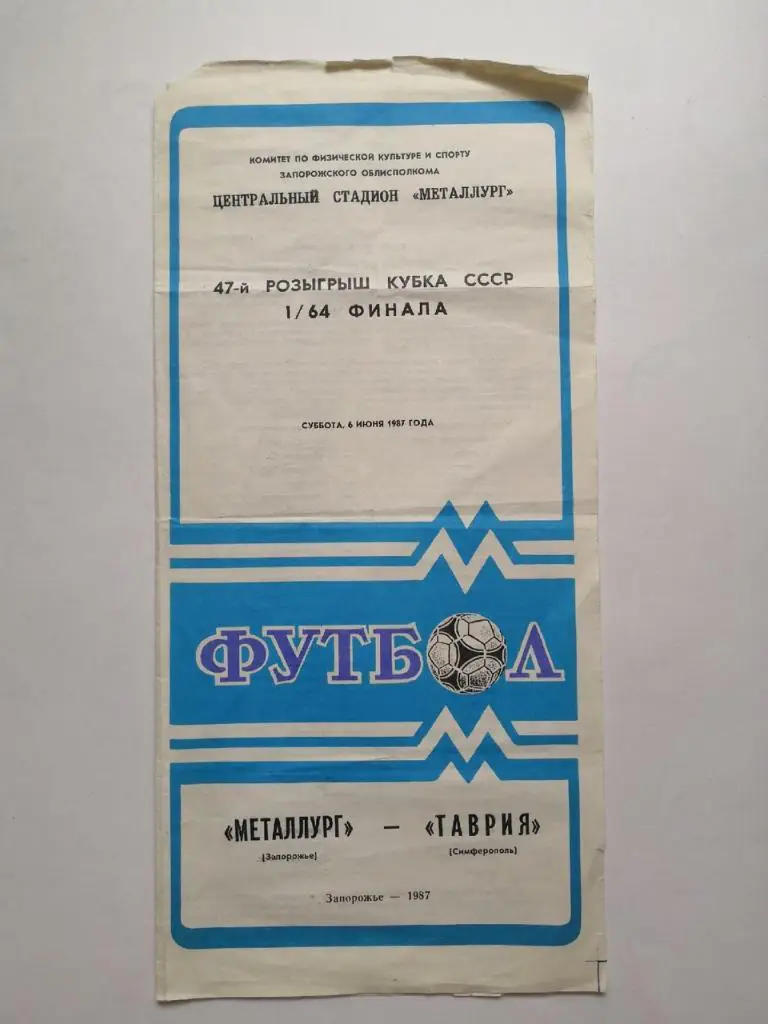 КОМИТЕТ ПО ФИЗИЧЕСКОЙ КУЛЬТУРЕ И СПОРТУ
ЗАПОРОЖСКОГО ОБЛИСПОЛКОМА
ЦЕНТРАЛЬНЫЙ СТАДИОН «МЕТАЛЛУРГ»
47-й РОЗЫГРЫШ КУБКА СССР
1/64 ФИНАЛА
СУББОТА, 6 ИЮНЯ 1987 ГОДА
ФУТБОЛ
«МЕТАЛЛУРГ» — «ТАВРИЯ»
(Запорожье) (Симферополь)
Запорожье — 1987